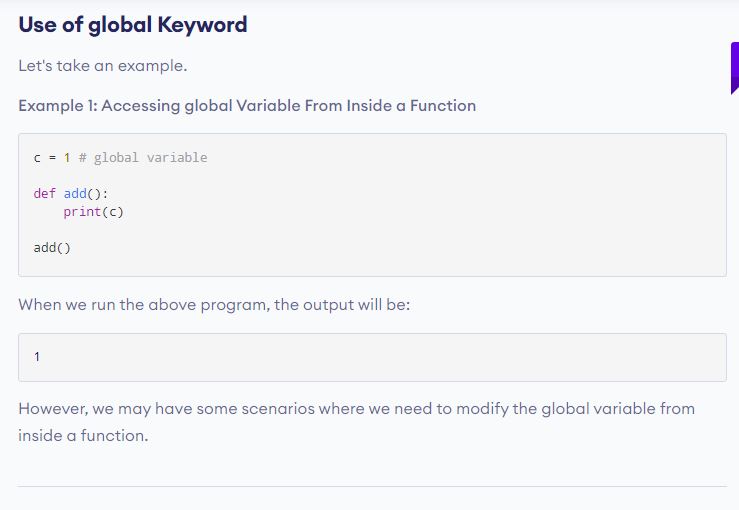 Use of global Keyword
Let's take an example.
Example 1: Accessing global Variable From Inside a Function
c = 1 # global variable
def add():
    print(c)
add()
When we run the above program, the output will be:
1
However, we may have some scenarios where we need to modify the global variable from
inside a function.